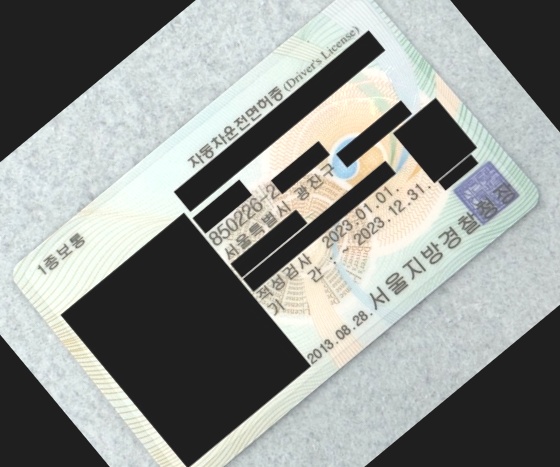 1종보통
자동차운전면허증 (Driver's License)
850226-2
서울특별시 광진구
적성검사 2023.01.01.
기 간 : ~ 2023.12.31.
2013.08.28. 서울지방경찰청장